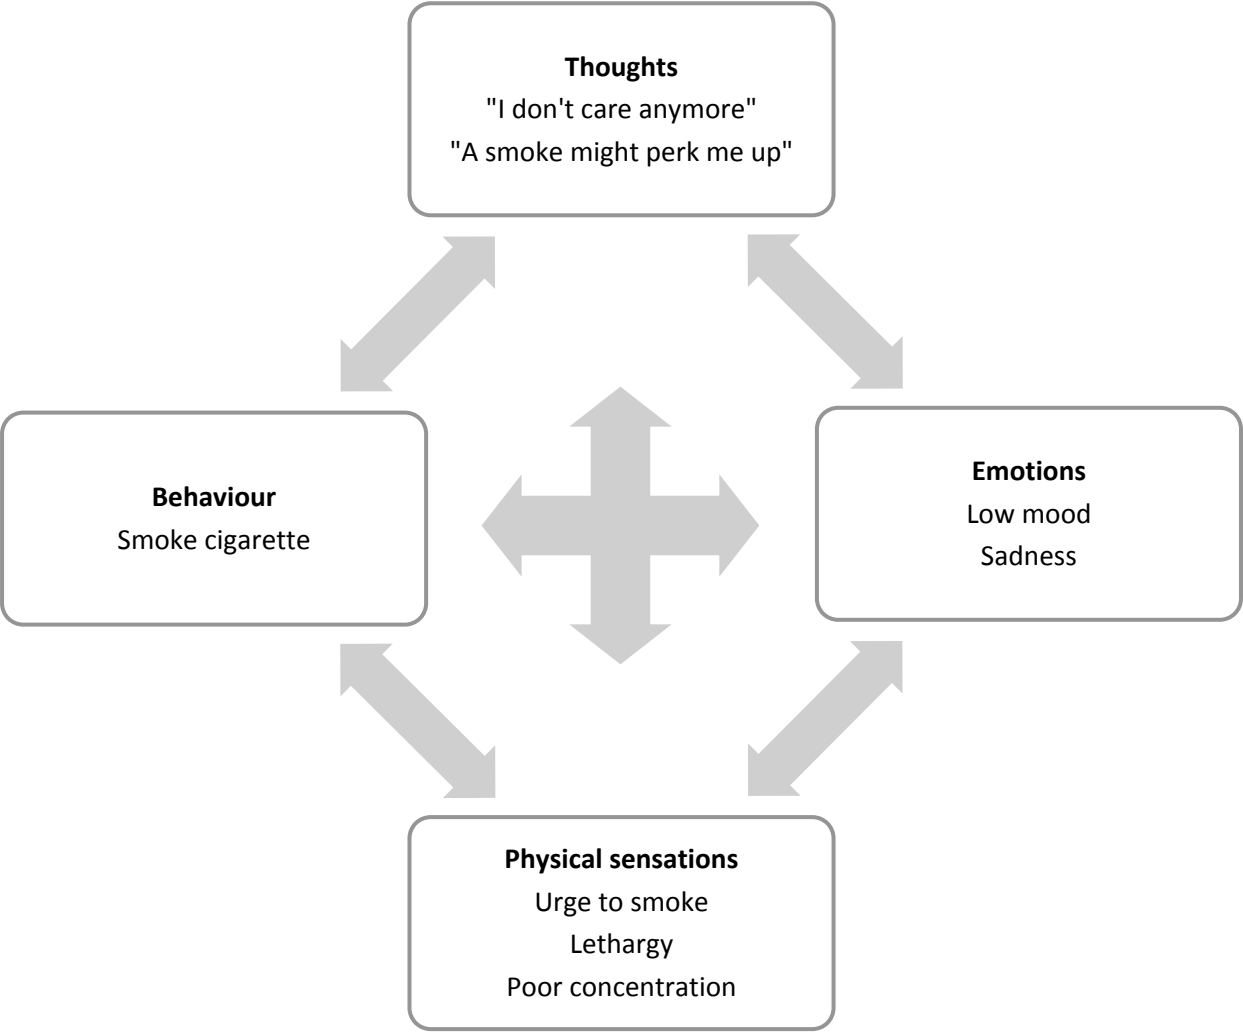 Thoughts
"I don't care anymore"
"A smoke might perk me up"
Behaviour
Smoke cigarette
Emotions
Low mood
Sadness
Physical sensations
Urge to smoke
Lethargy
Poor concentration